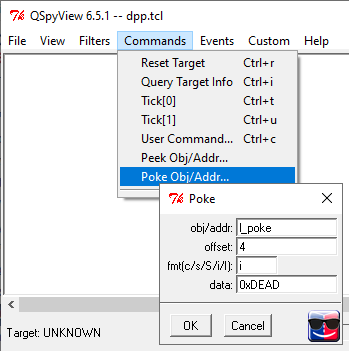 QSpyView 6.5.1 -- dpp.tcl
File View Filters Commands Events Custom Help
Reset Target Ctrl+r
Query Target Info Ctrl+i
Tick[0] Ctrl+t
Tick[1] Ctrl+u
User Command... Ctrl+c
Peek Obj/Addr...
Poke Obj/Addr...
Poke
obj/addr: l_poke
offset: 4
fmt(c/s/S/i/I): i
data: 0xDEAD
OK Cancel
Target: UNKNOWN